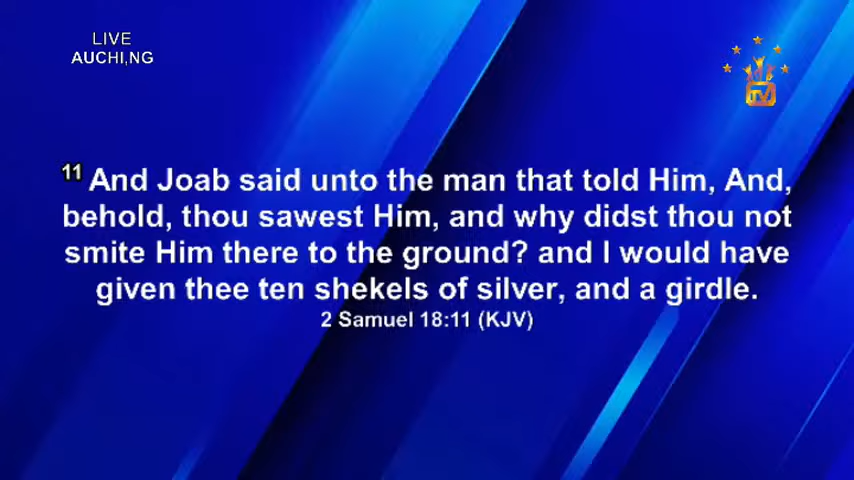 LIVE
AUCHI,NG
TV
11 And Joab said unto the man that told Him, And,
behold, thou sawest Him, and why didst thou not
smite Him there to the ground? and I would have
given thee ten shekels of silver, and a girdle.
2 Samuel 18:11 (KJV)